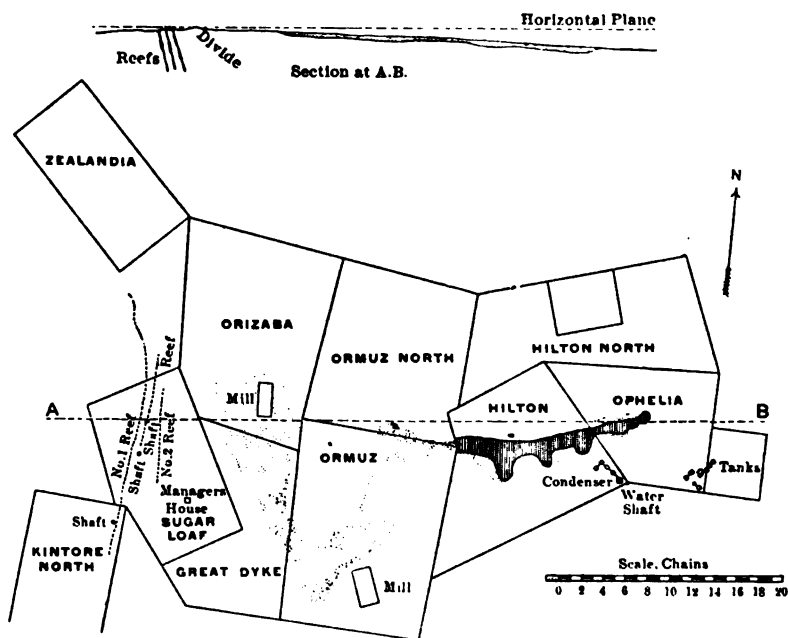 Horizontal Plane
Divide
Reefs
Section at A.B.
ZEALANDIA
N
ORIZABA
ORMUZ NORTH
HILTON NORTH
Reef
Mill
HILTON
OPHELIA
A
B
No.1 Reef
Shaft
Shaft
No.2 Reef
ORMUZ
Tanks
Condenser
Water
Shaft
Managers
House
SUGAR
LOAF
Shaft
KINTORE
NORTH
GREAT DYKE
Mill
Scale, Chains
0 2 4 6 8 10 12 14 16 18 20